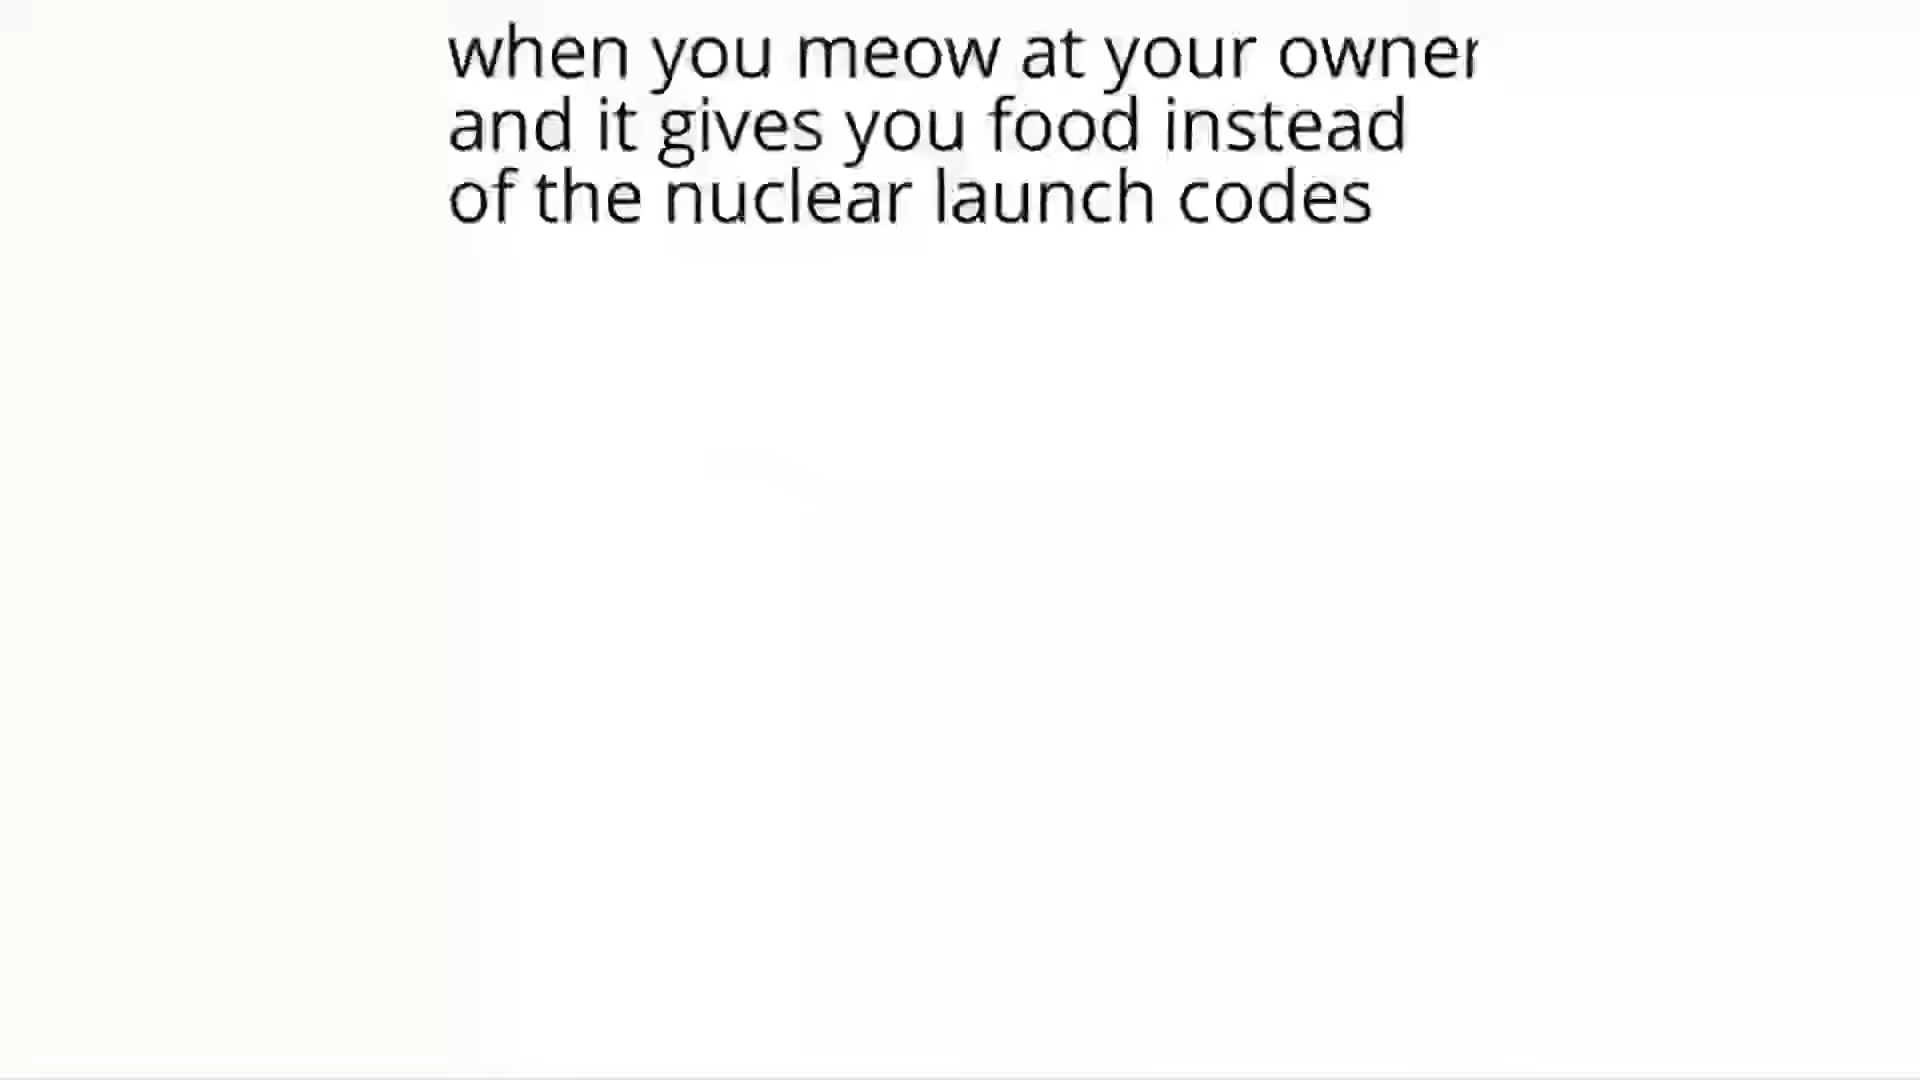 when you meow at your owner
and it gives you food instead
of the nuclear launch codes